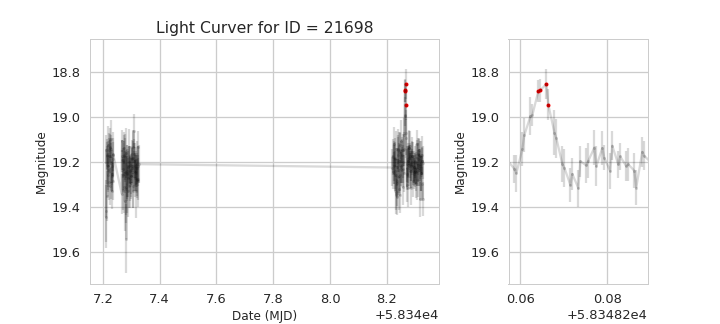 Light Curver for ID = 21698
Magnitude
18.8
19.0
19.2
19.4
19.6
7.2 7.4 7.6 7.8 8.0 8.2
Date (MJD)
+5.834e4
Magnitude
18.8
19.0
19.2
19.4
19.6
0.06 0.08
+5.83482e4